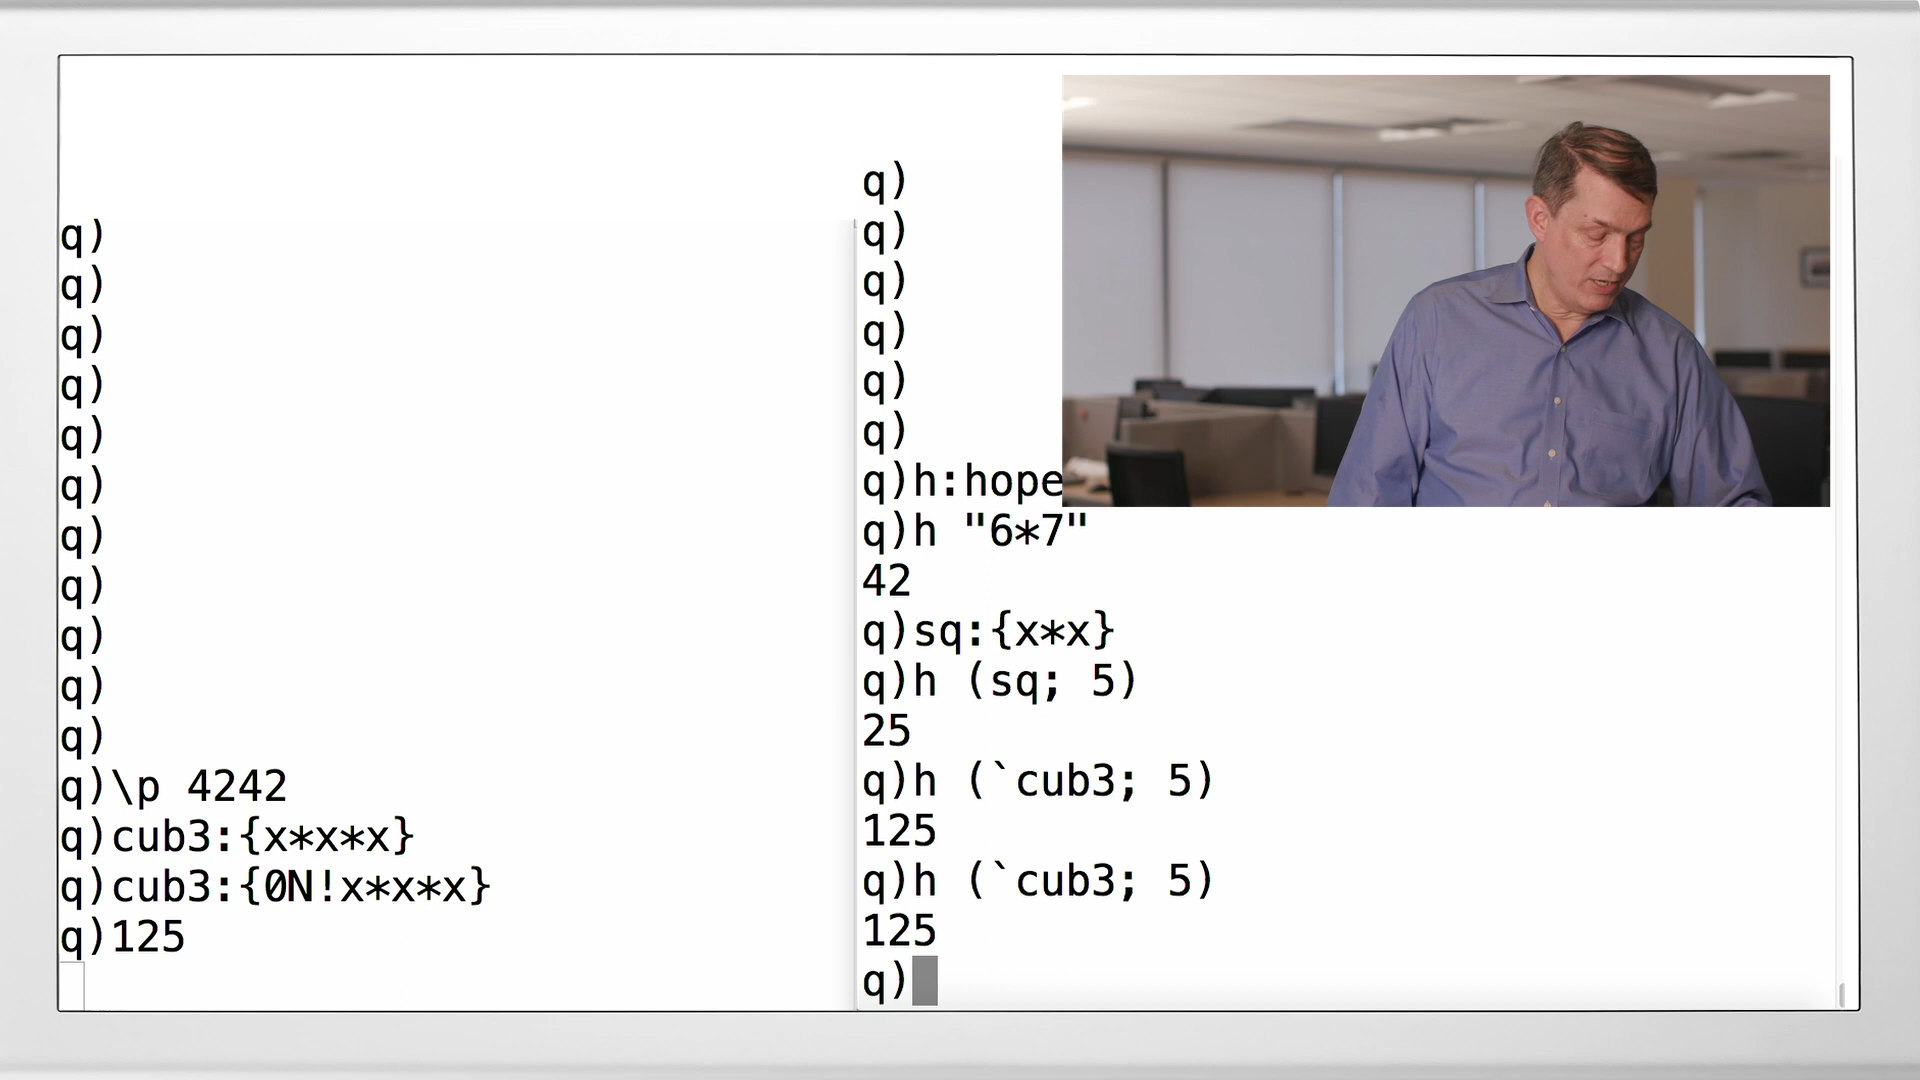 q)
q)
q)
q)
q)
q)
q)
q)
q)
q)
q)
q)\p 4242
q)cub3:{x*x*x}
q)cub3:{0N!x*x*x}
q)125
q)
q)
q)
q)
q)
q)
q)h:hope
q)h "6*7"
42
q)sq:{x*x}
q)h (sq; 5)
25
q)h (`cub3; 5)
125
q)h (`cub3; 5)
125
q)